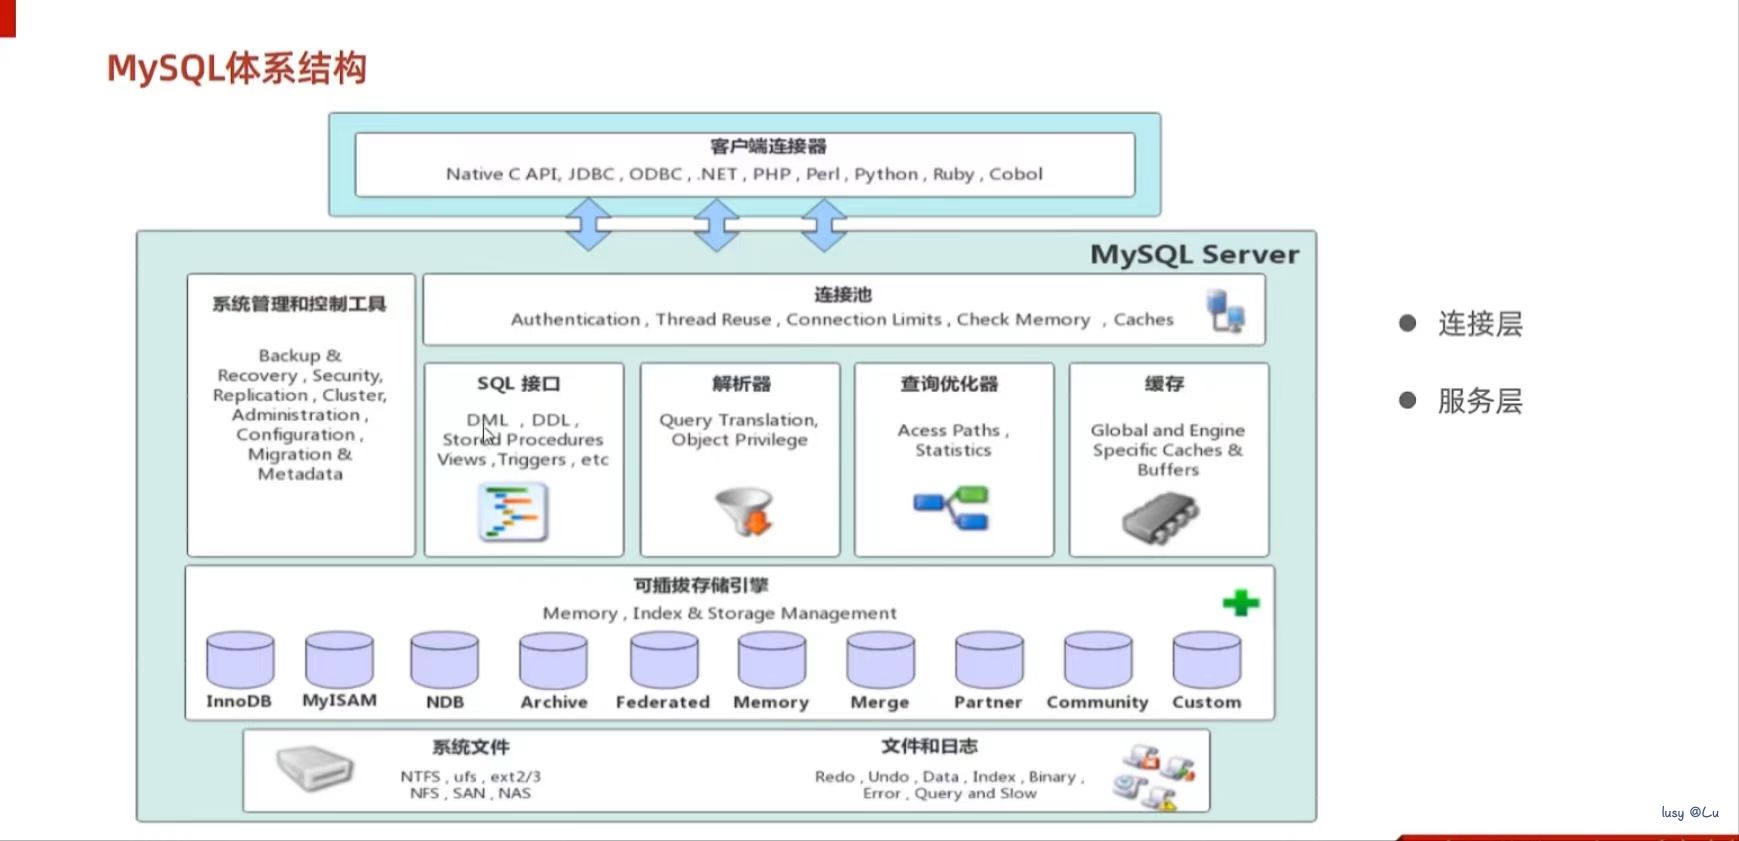 MySQL体系结构
客户端连接器
Native C API, JDBC , ODBC , .NET , PHP , Perl , Python , Ruby , Cobol
MySQL Server
系统管理和控制工具
Backup &
Recovery , Security,
Replication , Cluster,
Administration ,
Configuration ,
Migration &
Metadata
连接池
Authentication , Thread Reuse , Connection Limits , Check Memory , Caches
SQL 接口
DML , DDL ,
Stored Procedures
Views ,Triggers , etc
解析器
Query Translation,
Object Privilege
查询优化器
Acess Paths ,
Statistics
缓存
Global and Engine
Specific Caches &
Buffers
可插拔存储引擎
Memory , Index & Storage Management
InnoDB
MyISAM
NDB
Archive
Federated
Memory
Merge
Partner
Community
Custom
系统文件
NTFS , ufs , ext2/3
NFS , SAN , NAS
文件和日志
Redo , Undo , Data , Index , Binary ,
Error , Query and Slow
连接层
服务层
lusy @Lu